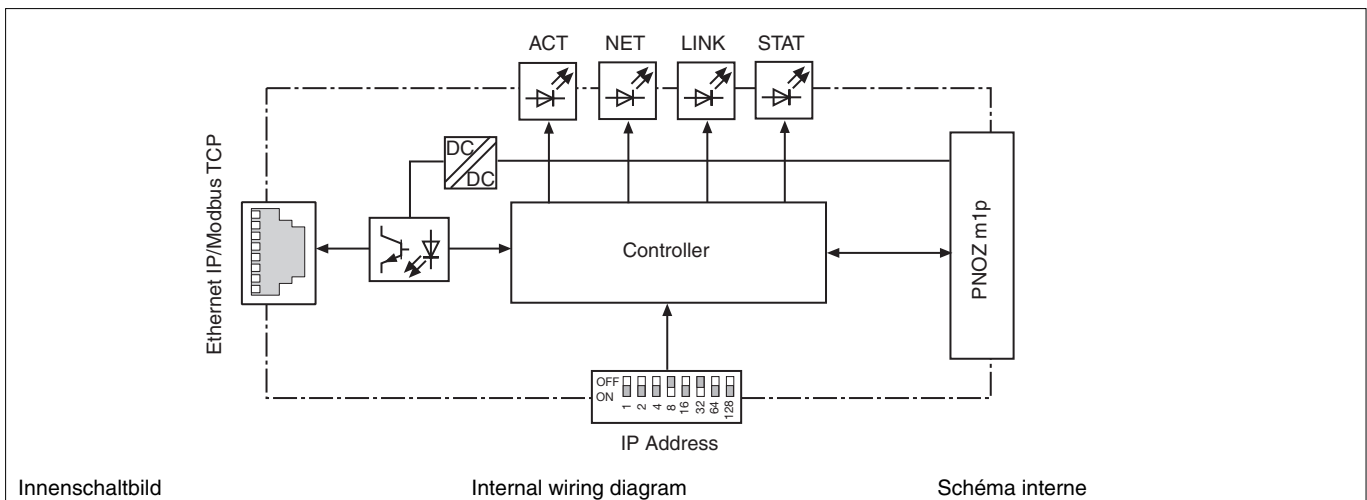 ACT NET LINK STAT
Ethernet IP/Modbus TCP
DC
DC
Controller
PNOZ m1p
OFF
ON
1 2 4 8 16 32 64 128
IP Address
Innenschaltbild Internal wiring diagram Schéma interne